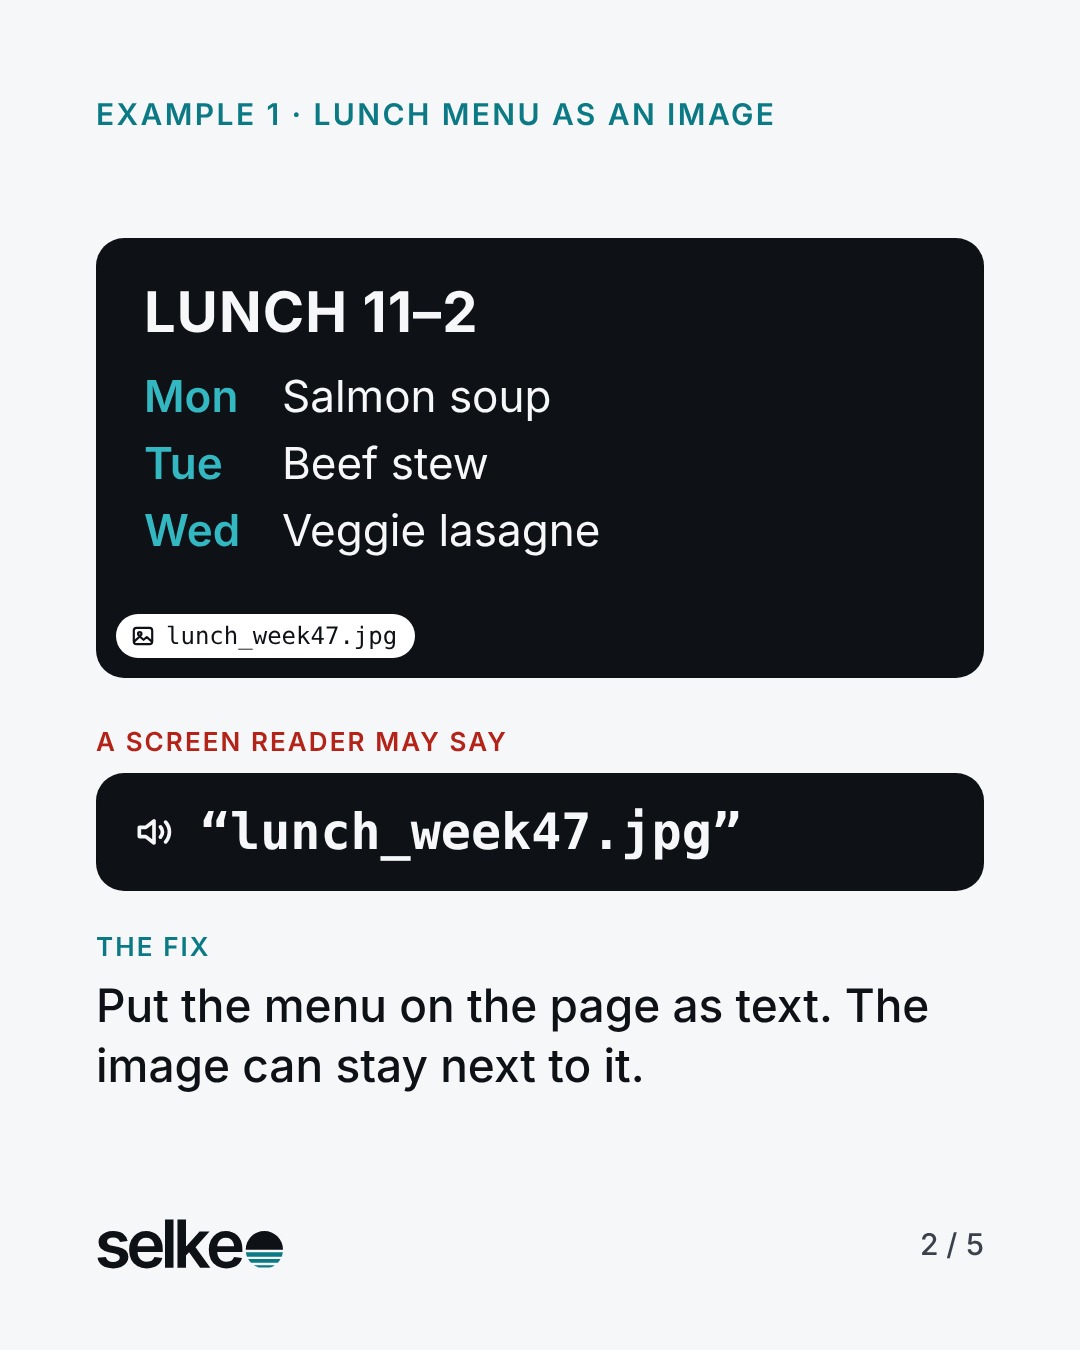 EXAMPLE 1 · LUNCH MENU AS AN IMAGE
LUNCH 11–2
Mon Salmon soup
Tue Beef stew
Wed Veggie lasagne
lunch_week47.jpg
A SCREEN READER MAY SAY
“lunch_week47.jpg”
THE FIX
Put the menu on the page as text. The
image can stay next to it.
selkeo
2 / 5